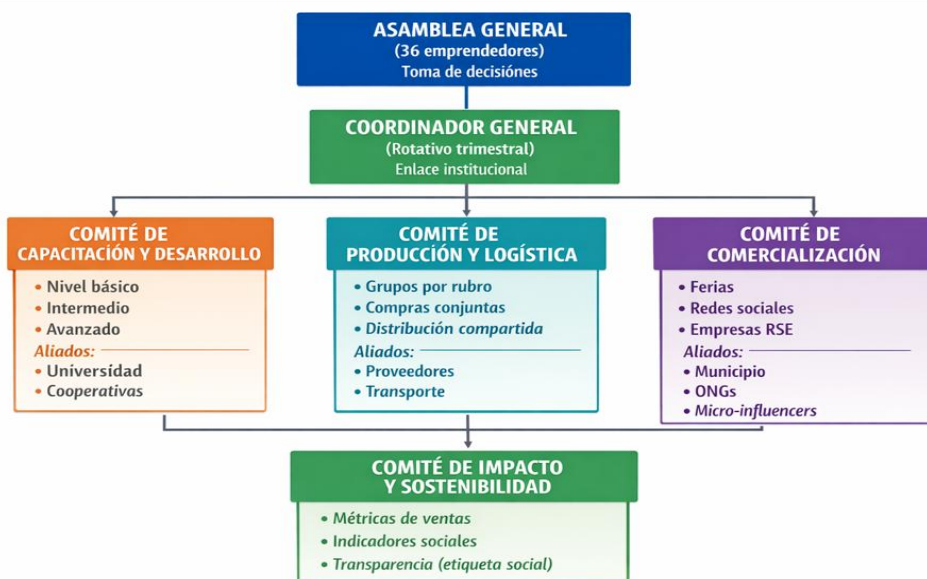 ASAMBLEA GENERAL
(36 emprendedores)
Toma de decisiónes
COORDINADOR GENERAL
(Rotativo trimestral)
Enlace institucional
COMITÉ DE
CAPACITACIÓN Y DESARROLLO
• Nivel básico
• Intermedio
• Avanzado
Aliados:
• Universidad
• Cooperativas
COMITÉ DE
PRODUCCIÓN Y LOGÍSTICA
• Grupos por rubro
• Compras conjuntas
• Distribución compartida
Aliados:
• Proveedores
• Transporte
COMITÉ DE
COMERCIALIZACIÓN
• Ferias
• Redes sociales
• Empresas RSE
Aliados:
• Municipio
• ONGs
• Micro-influencers
COMITÉ DE IMPACTO
Y SOSTENIBILIDAD
• Métricas de ventas
• Indicadores sociales
• Transparencia (etiqueta social)